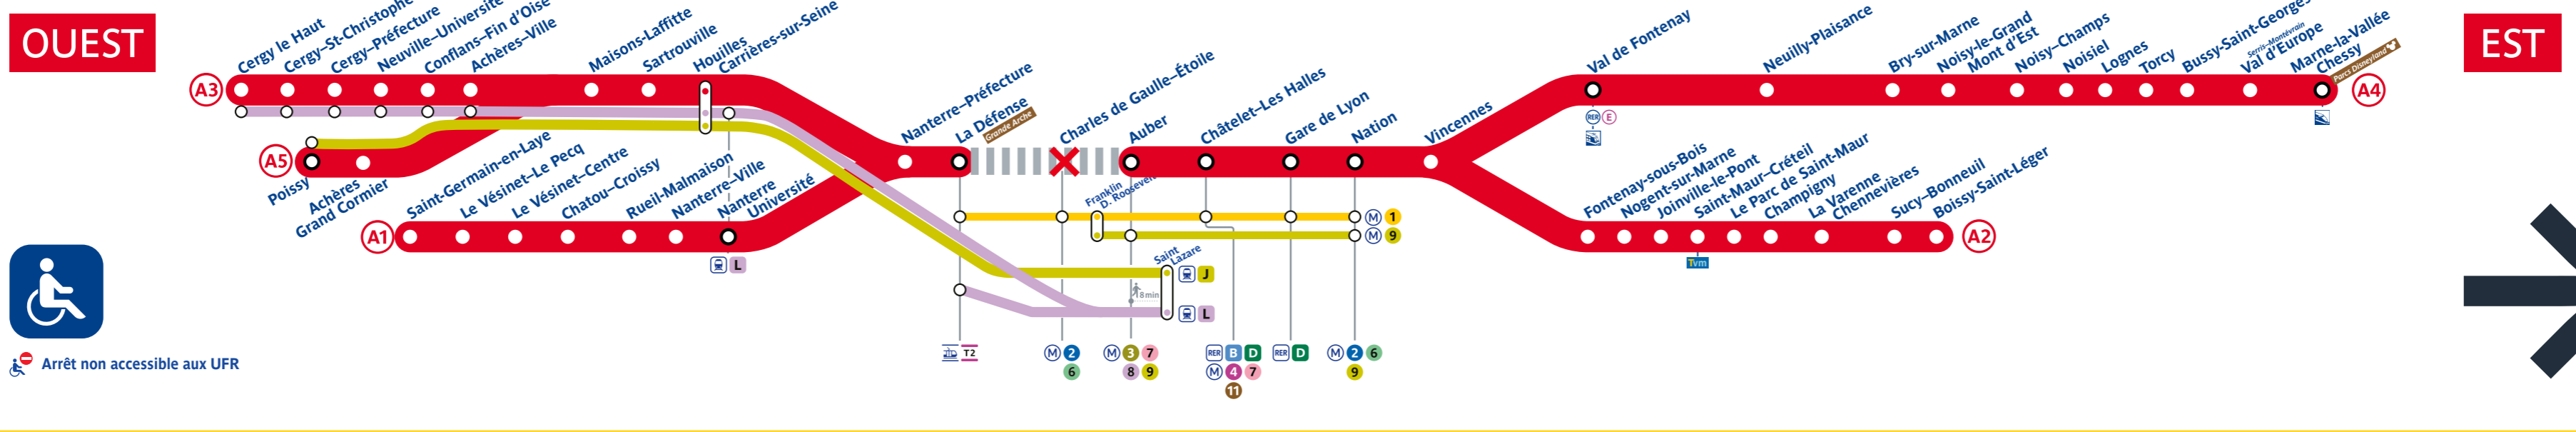 OUEST
EST
A3
Cergy le Haut
Cergy–St-Christophe
Cergy–Préfecture
Neuville–Université
Conflans–Fin d'Oise
Achères–Ville
Maisons-Laffitte
Sartrouville
Houilles
Carrières-sur-Seine
A5
Poissy
Achères
Grand Cormier
A1
Saint-Germain-en-Laye
Le Vésinet–Le Pecq
Le Vésinet–Centre
Chatou–Croissy
Rueil-Malmaison
Nanterre–Ville
Nanterre
Université
L
Nanterre–Préfecture
La Défense
Grande Arche
Charles de Gaulle–Étoile
Auber
Châtelet–Les Halles
Gare de Lyon
Nation
Vincennes
Franklin
D. Roosevelt
M 1
M 9
Saint
Lazare
J
L
18min
T2
M 2
6
M 3 7
8 9
RER B D
M 4 7
11
RER D
M 2 6
9
Val de Fontenay
RER E
Neuilly-Plaisance
Bry-sur-Marne
Noisy-le-Grand
Mont d'Est
Noisy–Champs
Noisiel
Lognes
Torcy
Bussy-Saint-Georges
Serris–Montévrain
Val d'Europe
Marne-la-Vallée
Chessy
Parcs Disneyland
A4
Fontenay-sous-Bois
Nogent-sur-Marne
Joinville-le-Pont
Saint-Maur–Créteil
Le Parc de Saint-Maur
Champigny
La Varenne
Chennevières
Sucy–Bonneuil
Boissy-Saint-Léger
A2
Tvm
Arrêt non accessible aux UFR